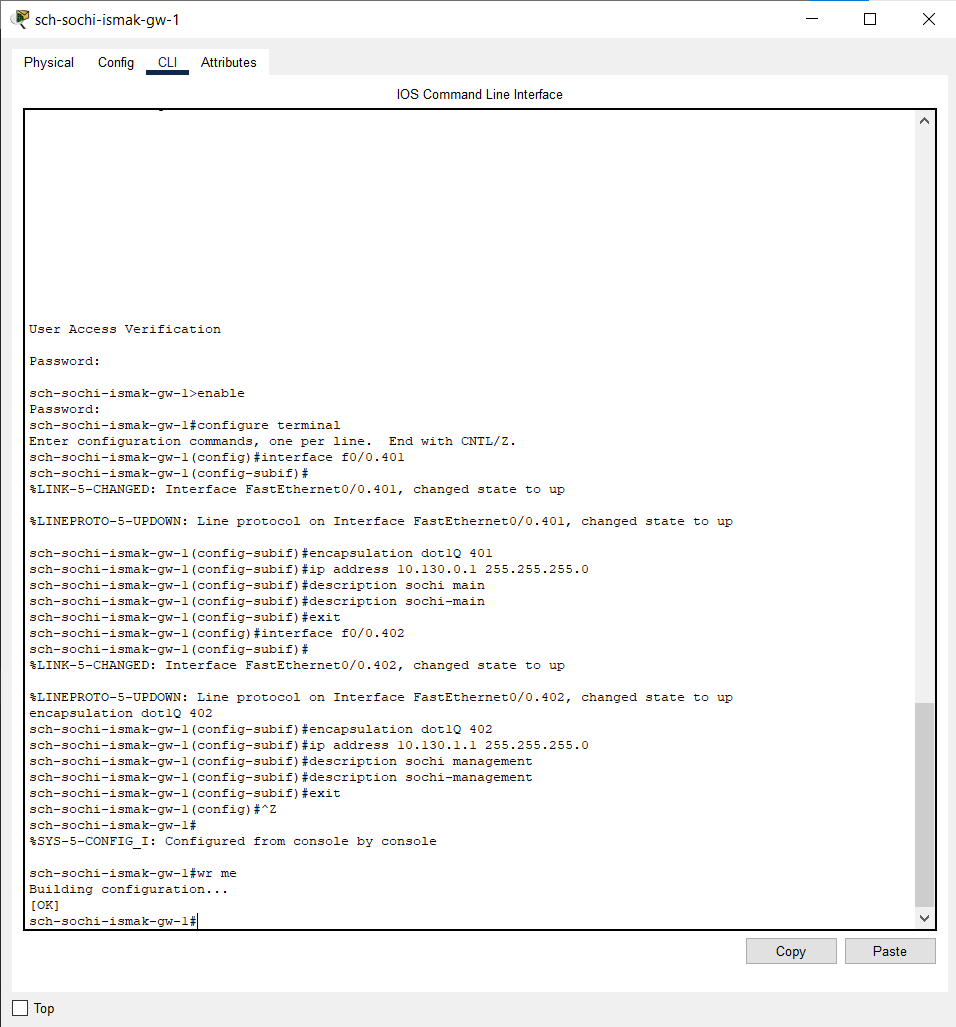 sch-sochi-ismak-gw-1
Physical Config CLI Attributes
IOS Command Line Interface
User Access Verification
Password:
sch-sochi-ismak-gw-1>enable
Password:
sch-sochi-ismak-gw-1#configure terminal
Enter configuration commands, one per line.  End with CNTL/Z.
sch-sochi-ismak-gw-1(config)#interface f0/0.401
sch-sochi-ismak-gw-1(config-subif)#
%LINK-5-CHANGED: Interface FastEthernet0/0.401, changed state to up
%LINEPROTO-5-UPDOWN: Line protocol on Interface FastEthernet0/0.401, changed state to up
sch-sochi-ismak-gw-1(config-subif)#encapsulation dot1Q 401
sch-sochi-ismak-gw-1(config-subif)#ip address 10.130.0.1 255.255.255.0
sch-sochi-ismak-gw-1(config-subif)#description sochi main
sch-sochi-ismak-gw-1(config-subif)#description sochi-main
sch-sochi-ismak-gw-1(config-subif)#exit
sch-sochi-ismak-gw-1(config)#interface f0/0.402
sch-sochi-ismak-gw-1(config-subif)#
%LINK-5-CHANGED: Interface FastEthernet0/0.402, changed state to up
%LINEPROTO-5-UPDOWN: Line protocol on Interface FastEthernet0/0.402, changed state to up
encapsulation dot1Q 402
sch-sochi-ismak-gw-1(config-subif)#encapsulation dot1Q 402
sch-sochi-ismak-gw-1(config-subif)#ip address 10.130.1.1 255.255.255.0
sch-sochi-ismak-gw-1(config-subif)#description sochi management
sch-sochi-ismak-gw-1(config-subif)#description sochi-management
sch-sochi-ismak-gw-1(config-subif)#exit
sch-sochi-ismak-gw-1(config)#^Z
sch-sochi-ismak-gw-1#
%SYS-5-CONFIG_I: Configured from console by console
sch-sochi-ismak-gw-1#wr me
Building configuration...
[OK]
sch-sochi-ismak-gw-1#
Copy Paste
Top